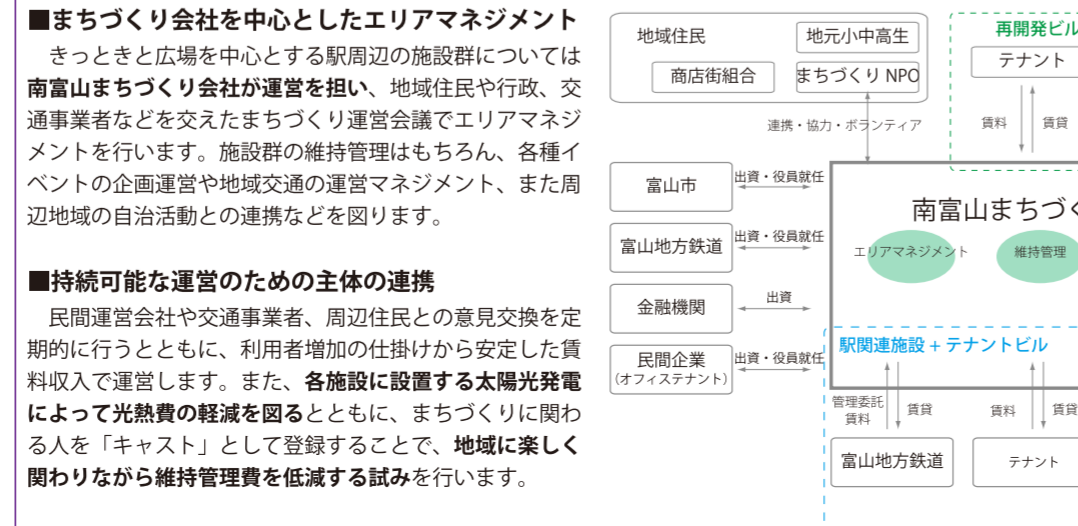 ■まちづくり会社を中心としたエリアマネジメント
きっときと広場を中心とする駅周辺の施設群については
南富山まちづくり会社が運営を担い、地域住民や行政、交
通事業者などを交えたまちづくり運営会議でエリアマネジ
メントを行います。施設群の維持管理はもちろん、各種イ
ベントの企画運営や地域交通の運営マネジメント、また周
辺地域の自治活動との連携などを図ります。
■持続可能な運営のための主体の連携
民間運営会社や交通事業者、周辺住民との意見交換を定
期的に行うとともに、利用者増加の仕掛けから安定した賃
料収入で運営します。また、各施設に設置する太陽光発電
によって光熱費の軽減を図るとともに、まちづくりに関わ
る人を「キャスト」として登録することで、地域に楽しく
関わりながら維持管理費を低減する試みを行います。
地域住民
地元小中高生
商店街組合
まちづくり NPO
連携・協力・ボランティア
再開発ビル
テナント
賃料
賃貸
富山市
出資・役員就任
富山地方鉄道
出資・役員就任
金融機関
出資
民間企業
(オフィステナント)
出資・役員就任
南富山まちづく
エリアマネジメント
維持管理
駅関連施設 + テナントビル
管理委託
賃料
賃貸
賃料
賃貸
富山地方鉄道
テナント